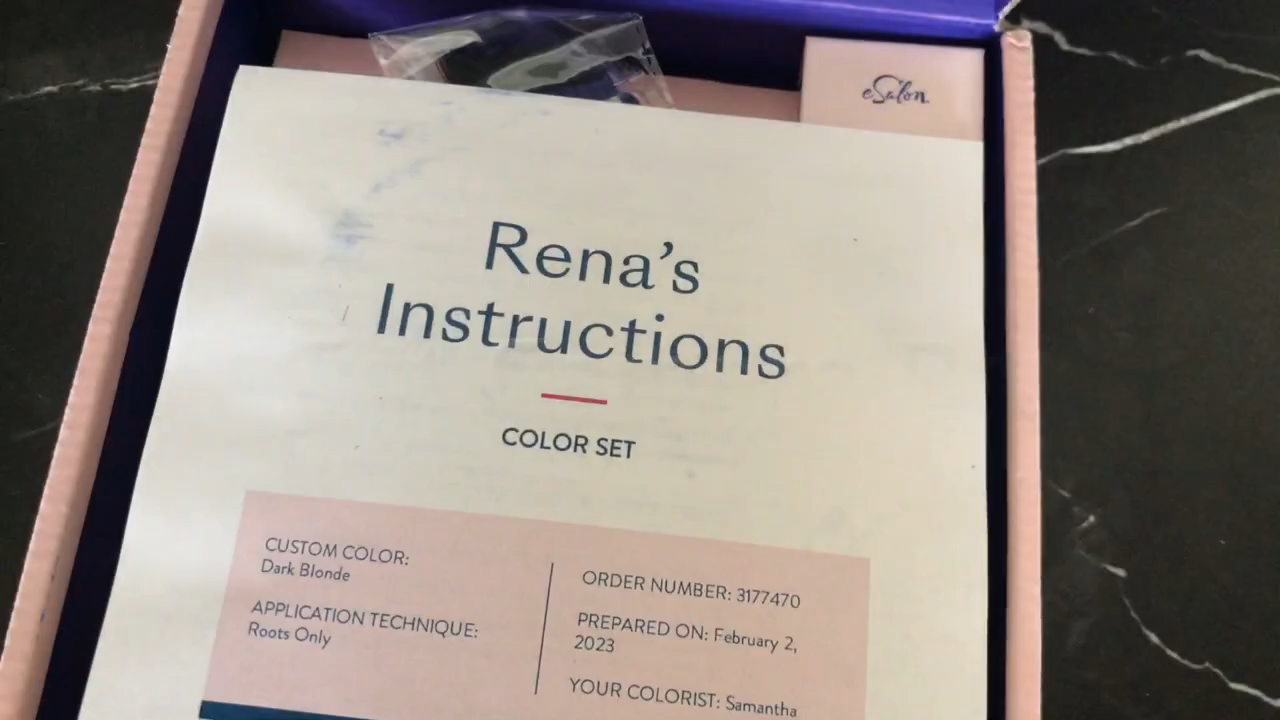 eSalon
Rena's
Instructions
COLOR SET
CUSTOM COLOR:
Dark Blonde
APPLICATION TECHNIQUE:
Roots Only
ORDER NUMBER: 3177470
PREPARED ON: February 2,
2023
YOUR COLORIST: Samantha